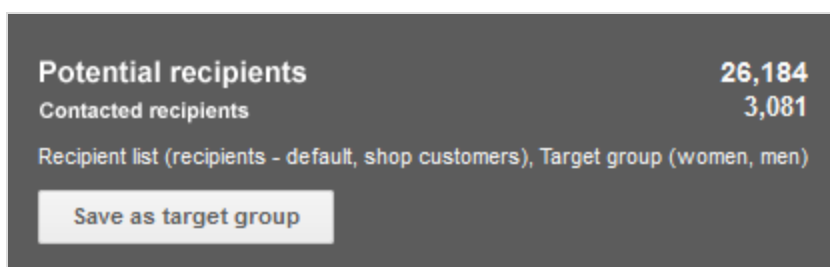 Potential recipients 26,184
Contacted recipients 3,081
Recipient list (recipients - default, shop customers), Target group (women, men)
Save as target group